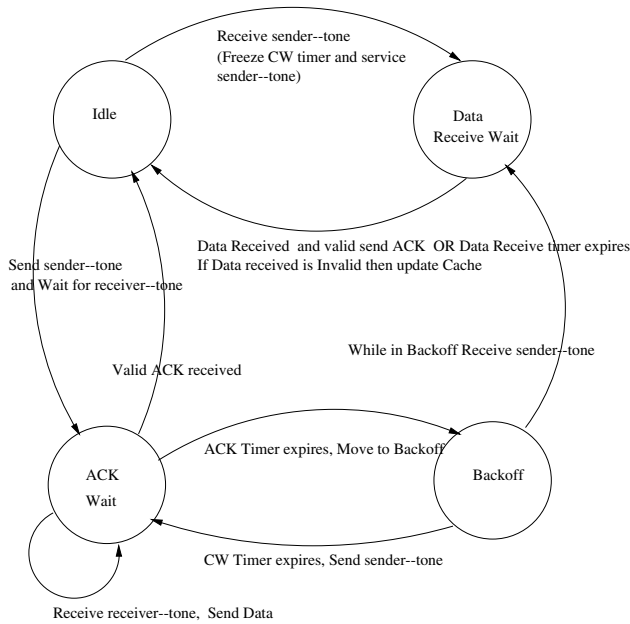 Receive sender--tone
(Freeze CW timer and service
sender--tone)
Idle
Data
Receive Wait
Data Received and valid send ACK OR Data Receive timer expires
If Data received is Invalid then update Cache
Send sender--tone
and Wait for receiver--tone
While in Backoff Receive sender--tone
Valid ACK received
ACK Timer expires, Move to Backoff
ACK
Wait
Backoff
CW Timer expires, Send sender--tone
Receive receiver--tone, Send Data